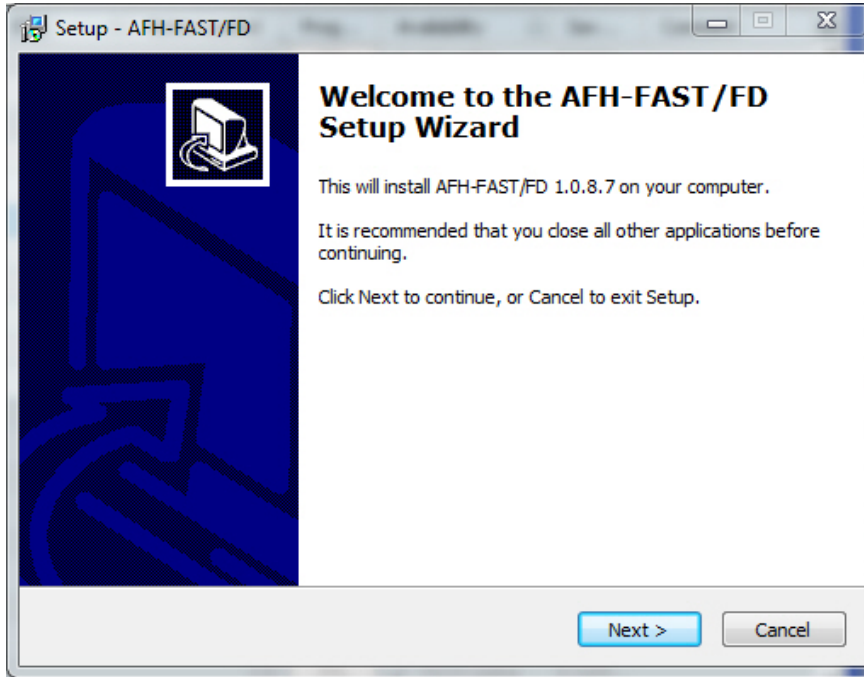 Setup - AFH-FAST/FD
Welcome to the AFH-FAST/FD
Setup Wizard
This will install AFH-FAST/FD 1.0.8.7 on your computer.
It is recommended that you close all other applications before
continuing.
Click Next to continue, or Cancel to exit Setup.
Next >
Cancel